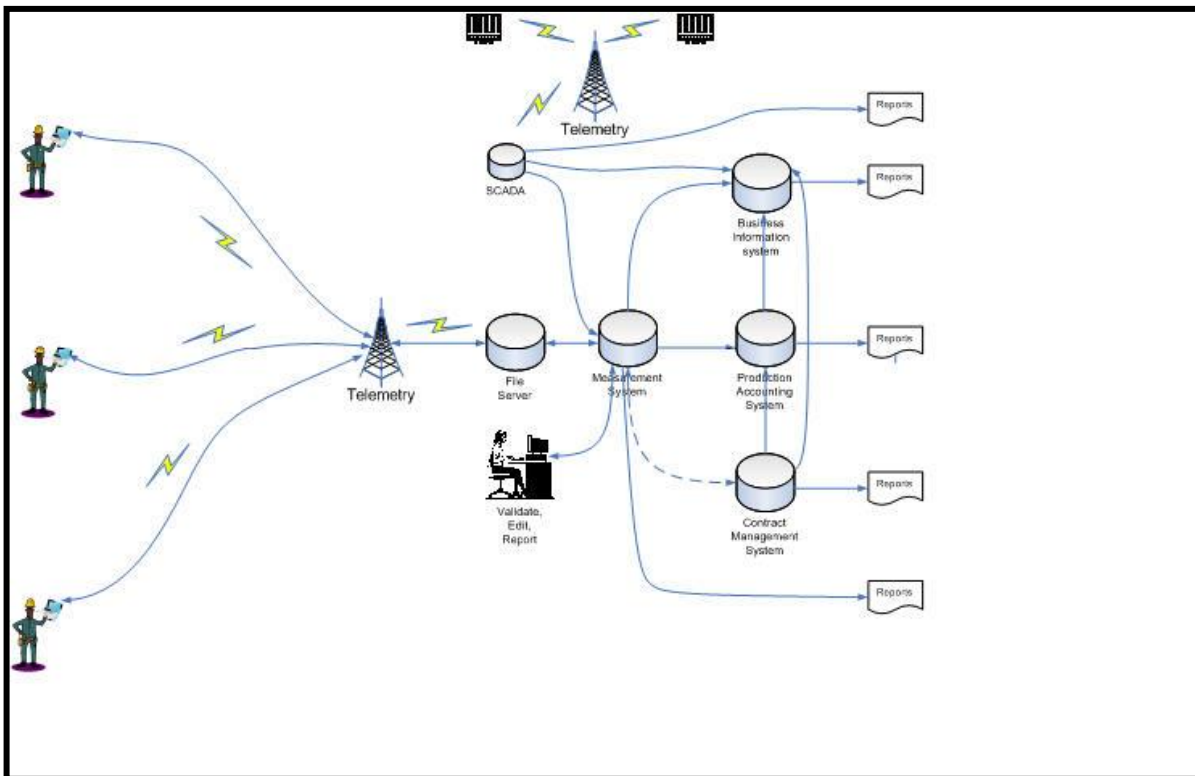 Telemetry
Reports
SCADA
Reports
Business
Information
system
Reports
Telemetry
File
Server
Measurement
System
Production
Accounting
System
Validate,
Edit,
Report
Reports
Contract
Management
System
Reports